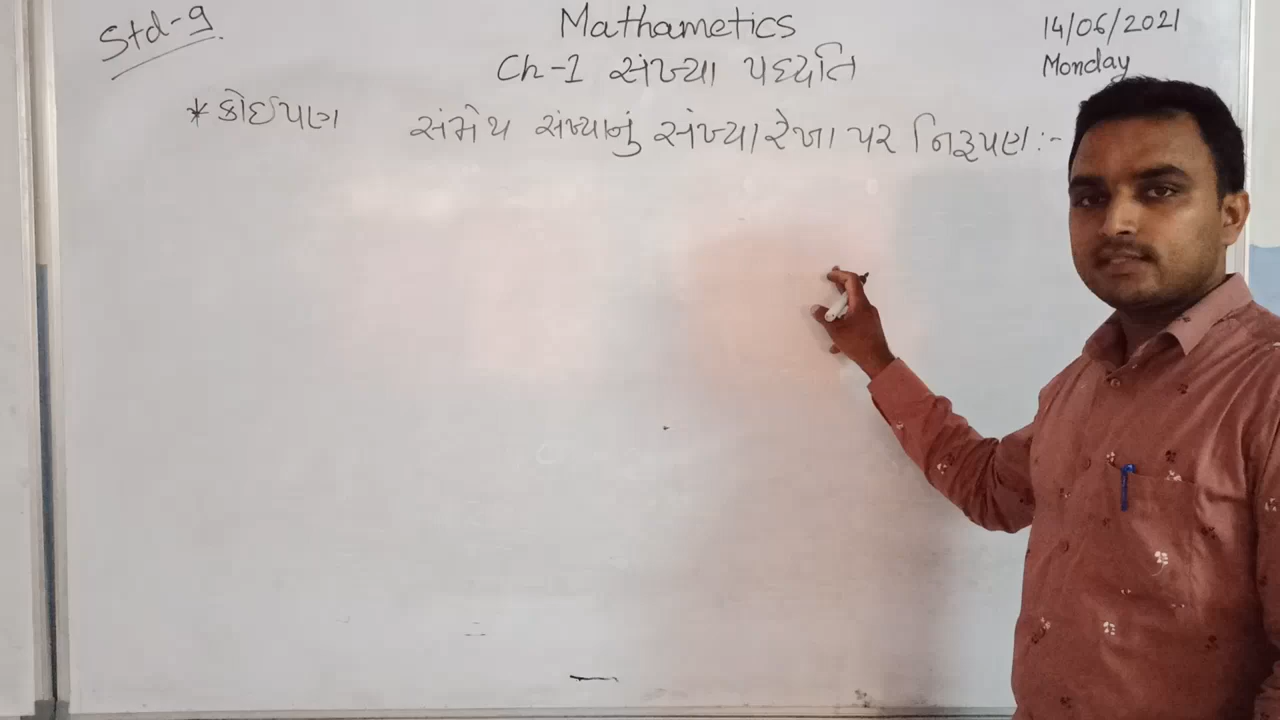 Std-9
Mathametics
14/06/2021
Ch-1 સંખ્યા પદ્ધતિ
Monday
* કોઈપણ સંમેય સંખ્યાનું સંખ્યારેખા પર નિરૂપણ :-